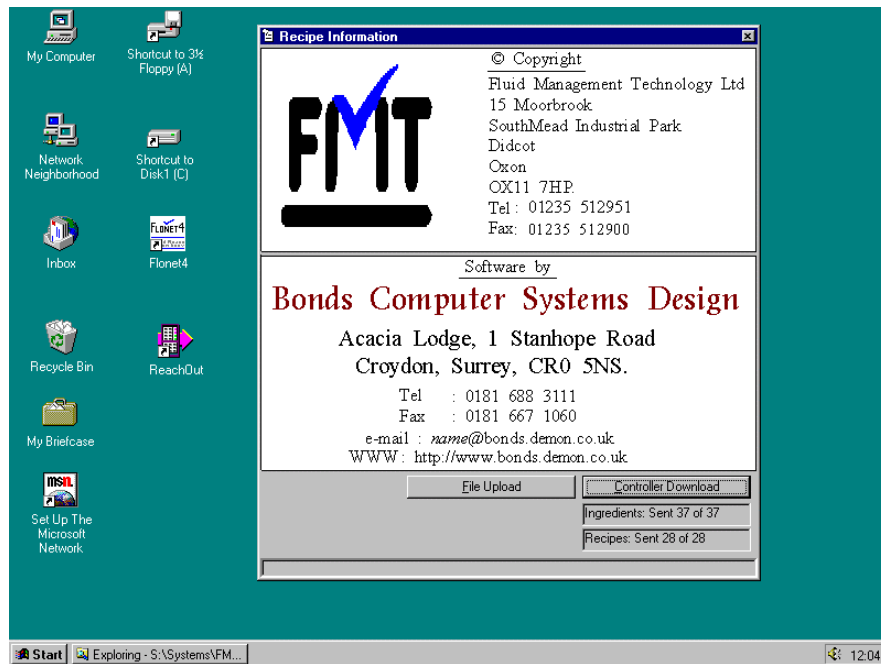 My Computer
Shortcut to 3½
Floppy (A)
Network
Neighborhood
Shortcut to
Disk1 (C)
Inbox
FLONET4
Flonet4
Recycle Bin
ReachOut
My Briefcase
msn.
Set Up The
Microsoft
Network
Recipe Information
FMT
© Copyright
Fluid Management Technology Ltd
15 Moorbrook
SouthMead Industrial Park
Didcot
Oxon
OX11 7HP.
Tel : 01235 512951
Fax: 01235 512900
Software by
Bonds Computer Systems Design
Acacia Lodge, 1 Stanhope Road
Croydon, Surrey, CR0 5NS.
Tel : 0181 688 3111
Fax : 0181 667 1060
e-mail : name@bonds.demon.co.uk
WWW : http://www.bonds.demon.co.uk
File Upload
Controller Download
Ingredients: Sent 37 of 37
Recipes: Sent 28 of 28
Start
Exploring - S:\Systems\FM...
12:04